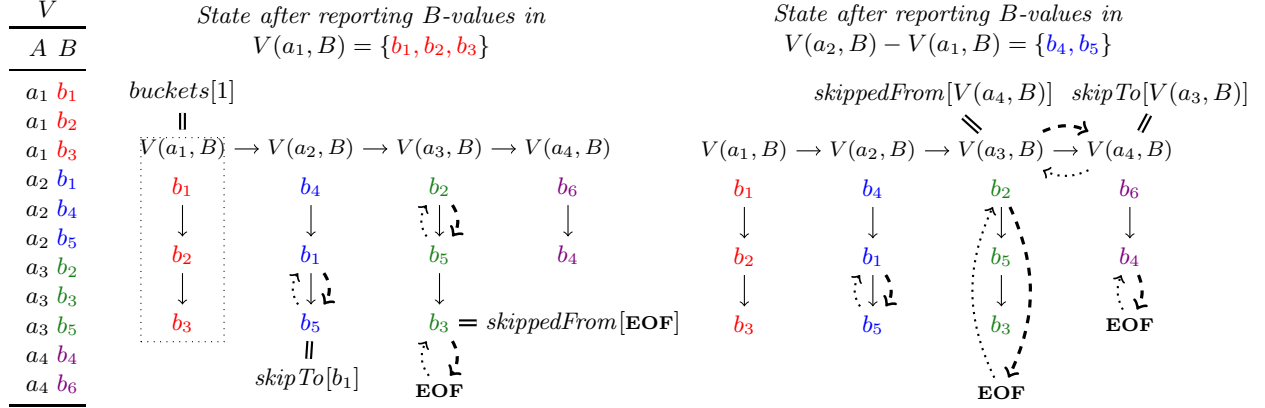 V
A B
a₁ b₁
a₁ b₂
a₁ b₃
a₂ b₁
a₂ b₄
a₂ b₅
a₃ b₂
a₃ b₃
a₃ b₅
a₄ b₄
a₄ b₆
State after reporting B-values in
V(a₁, B) = {b₁, b₂, b₃}
buckets[1]
V(a₁, B) → V(a₂, B) → V(a₃, B) → V(a₄, B)
b₁ b₄ b₂ b₆
b₂ b₁ b₅ b₄
b₃ b₅ b₃ = skippedFrom[EOF]
skipTo[b₁] EOF
State after reporting B-values in
V(a₂, B) − V(a₁, B) = {b₄, b₅}
skippedFrom[V(a₄, B)] skipTo[V(a₃, B)]
V(a₁, B) → V(a₂, B) → V(a₃, B) → V(a₄, B)
b₁ b₄ b₂ b₆
b₂ b₁ b₅ b₄
b₃ b₅ b₃ EOF
EOF